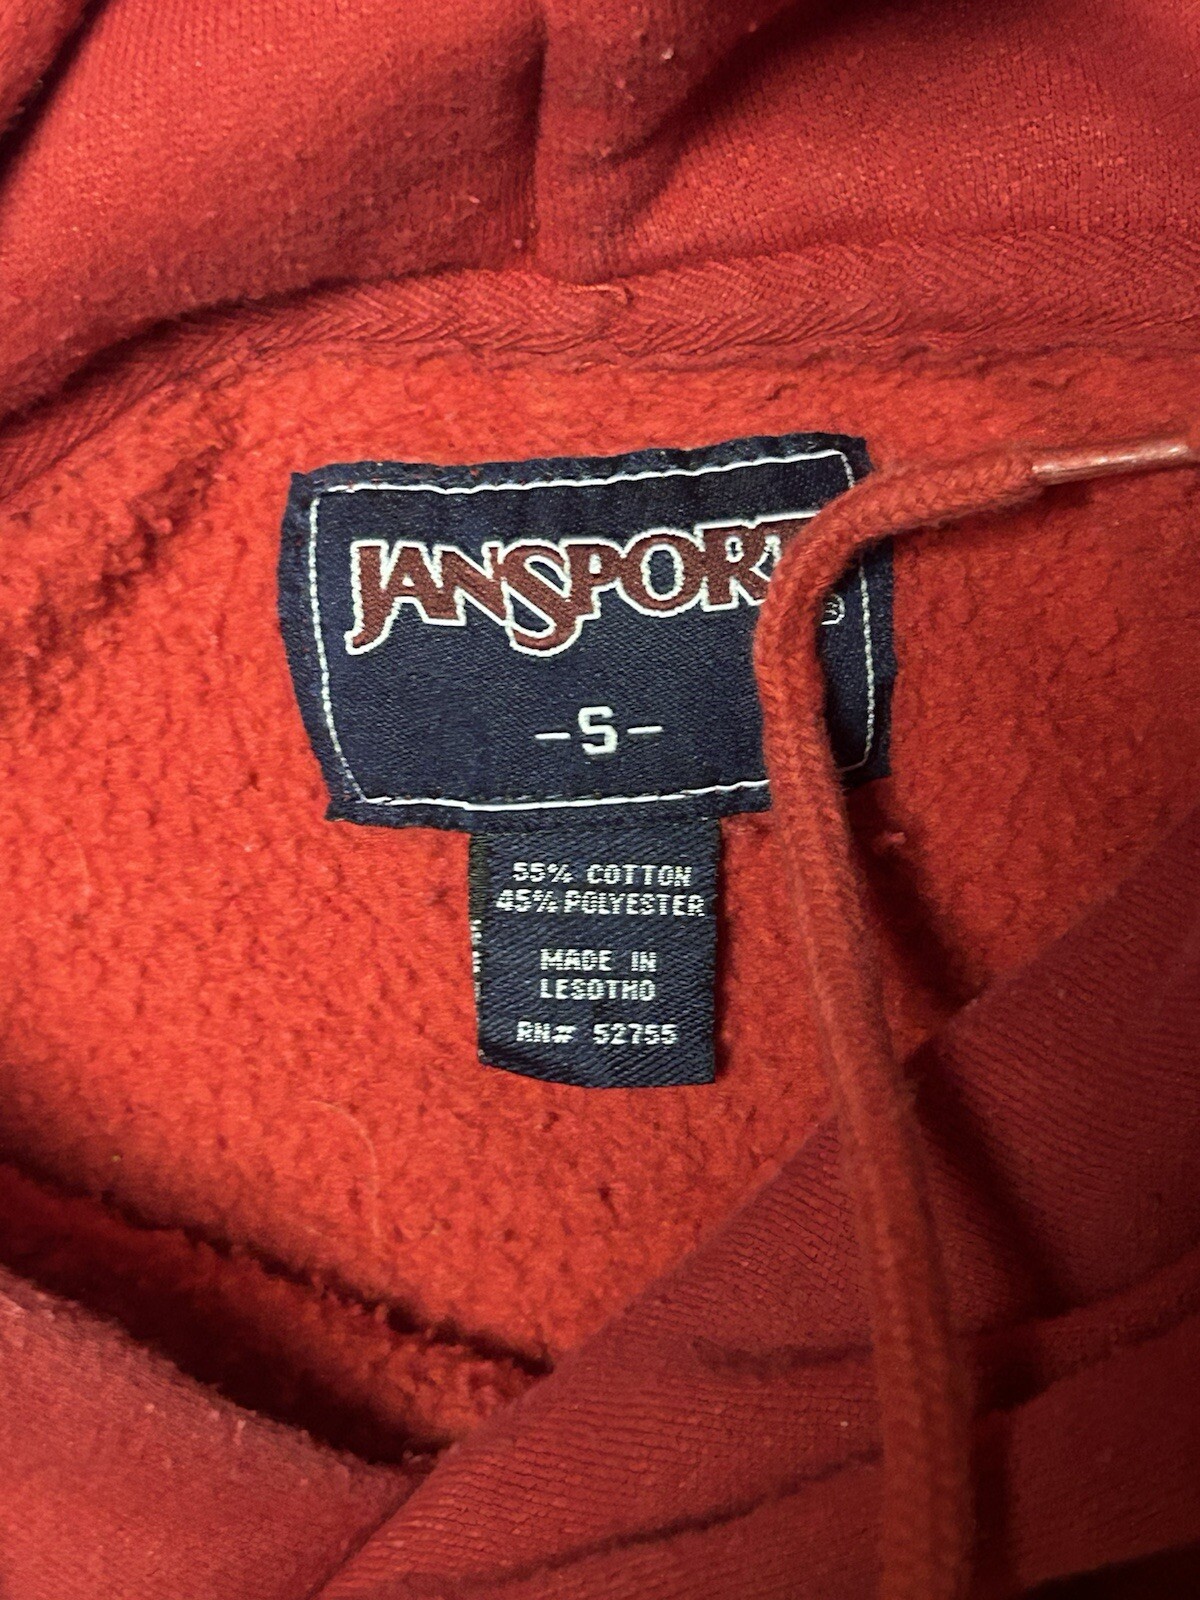 JANSPORT
®
-S-
55% COTTON
45% POLYESTER
MADE IN
LESOTHO
RN# 52755